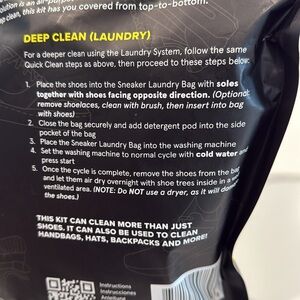 olution is an all-purpo
p clean, this kit has you covered from top-to-bottom.
DEEP CLEAN (LAUNDRY)
For a deeper clean using the Laundry System, follow the same
Quick Clean steps as above, then proceed to these steps below:
1. Place the shoes into the Sneaker Laundry Bag with soles
together with shoes facing opposite direction. (Optional:
remove shoelaces, clean with brush, then insert into bag
with shoes)
2. Close the bag securely and add detergent pod into the side
pocket of the bag
3. Place the Sneaker Laundry Bag into the washing machine
4. Set the washing machine to normal cycle with cold water and
press start
5. Once the cycle is complete, remove the shoes from the bag
and let them air dry overnight with shoe trees inside in a well
ventilated area. (NOTE: Do NOT use a dryer, as it will damage
the shoes.)
THIS KIT CAN CLEAN MORE THAN JUST
SHOES. IT CAN ALSO BE USED TO CLEAN
HANDBAGS, HATS, BACKPACKS AND MORE!
Instructions
Instrucciones
Anleitung